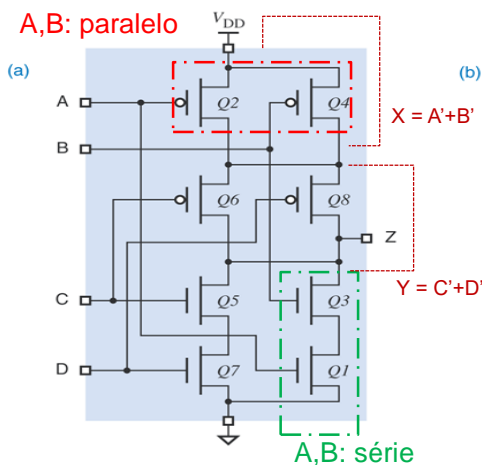 A,B: paralelo
VDD
(a)
(b)
A
Q2
Q4
X = A'+B'
B
Q6
Q8
Z
Y = C'+D'
C
Q5
Q3
D
Q7
Q1
A,B: série